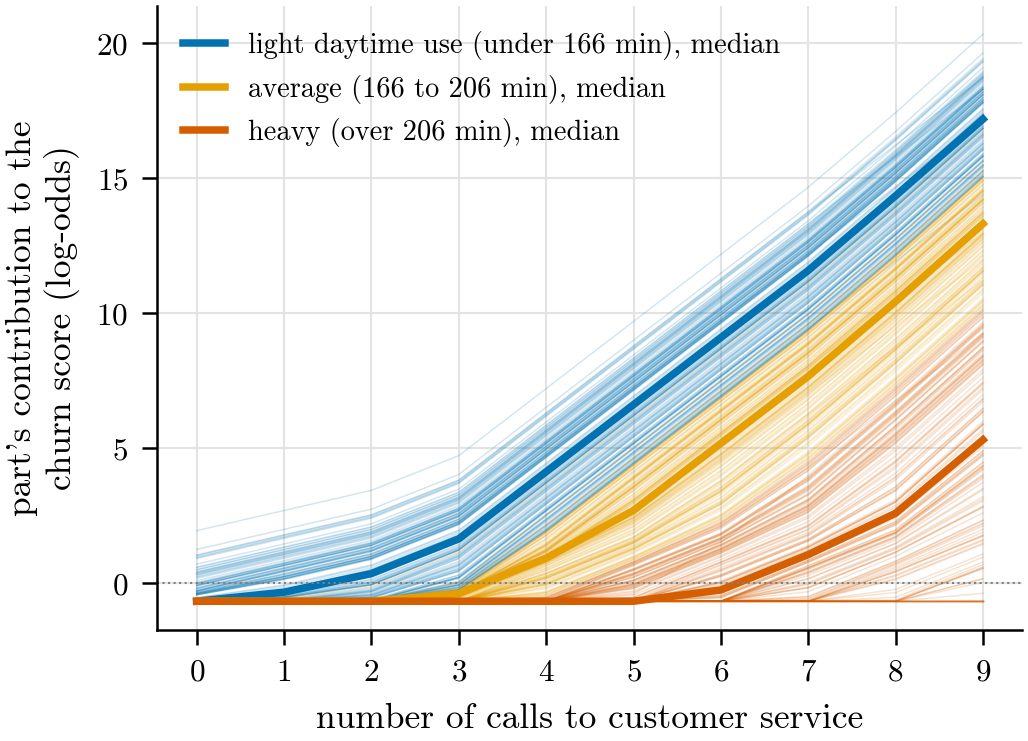 20
15
10
5
0
light daytime use (under 166 min), median
average (166 to 206 min), median
heavy (over 206 min), median
part's contribution to the
churn score (log-odds)
0 1 2 3 4 5 6 7 8 9
number of calls to customer service